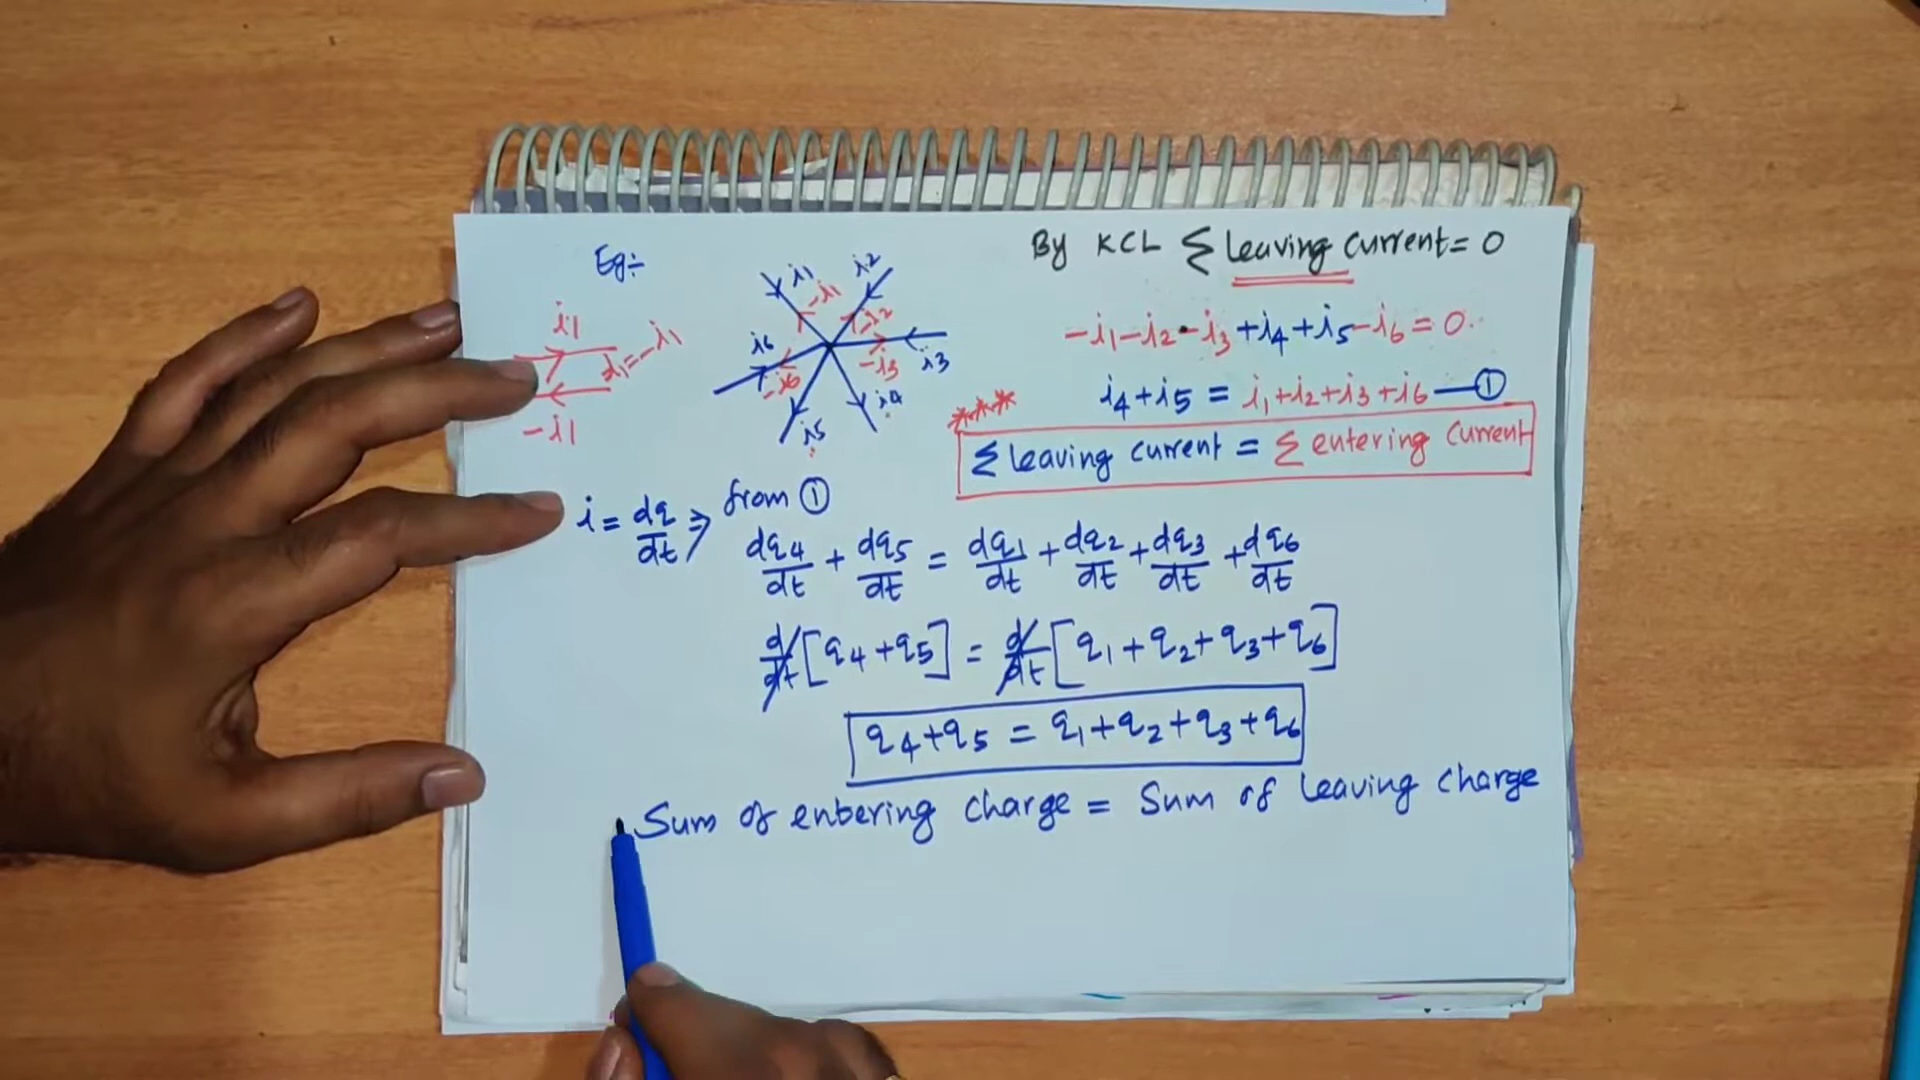 Eg:-
By KCL Σ leaving current = 0
i1
i1 = -i1
-i1
i1 i2
-i1 -i2
i6 -i6 -i3 i3
i5 i4
-i1-i2-i3+i4+i5-i6=0.
i4+i5 = i1+i2+i3+i6 — ①
***
Σ leaving current = Σ entering current
i = dq/dt ⇒ from ①
dq4/dt + dq5/dt = dq1/dt + dq2/dt + dq3/dt + dq6/dt
d/dt [q4+q5] = d/dt [q1+q2+q3+q6]
q4+q5 = q1+q2+q3+q6
Sum of entering charge = Sum of leaving charge